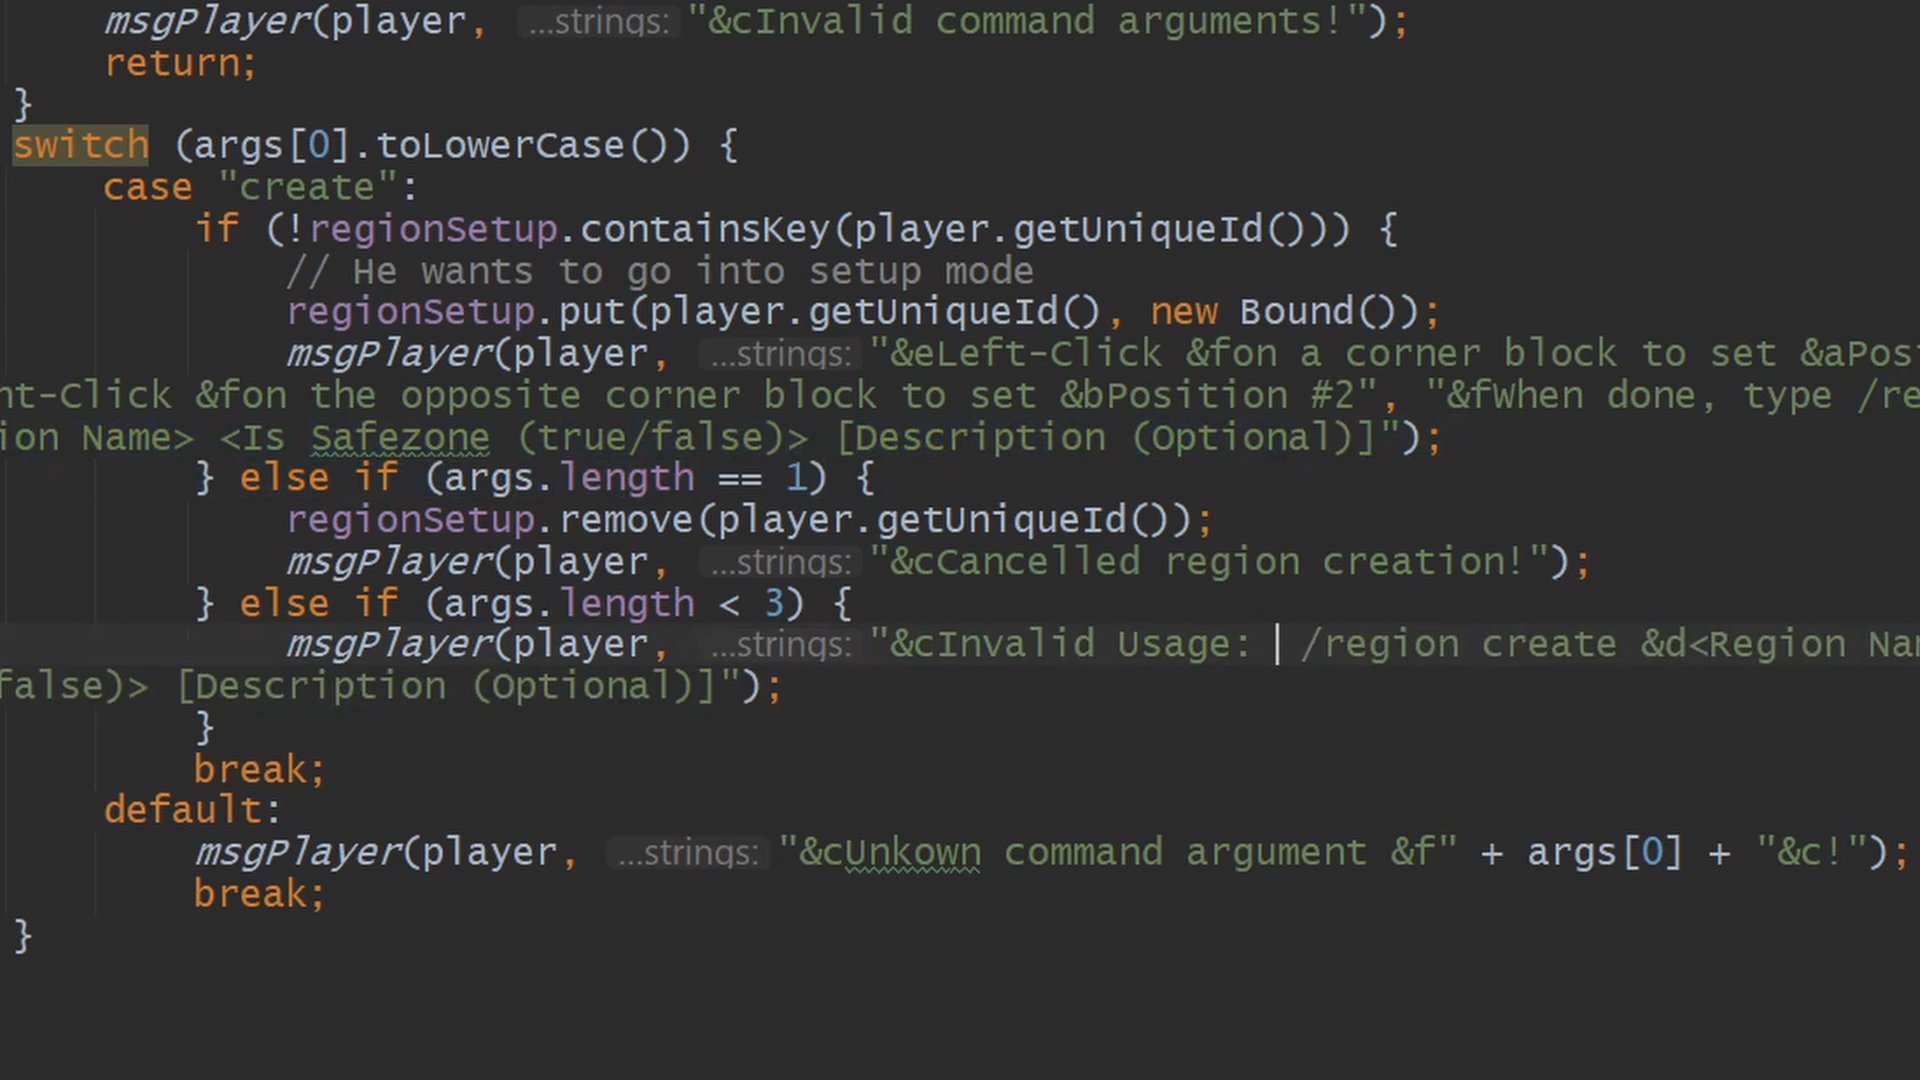 msgPlayer(player, ...strings: "&cInvalid command arguments!");
return;
}
switch (args[0].toLowerCase()) {
case "create":
if (!regionSetup.containsKey(player.getUniqueId())) {
// He wants to go into setup mode
regionSetup.put(player.getUniqueId(), new Bound());
msgPlayer(player, ...strings: "&eLeft-Click &fon a corner block to set &aPosi
nt-Click &fon the opposite corner block to set &bPosition #2", "&fWhen done, type /re
ion Name> <Is Safezone (true/false)> [Description (Optional)]");
} else if (args.length == 1) {
regionSetup.remove(player.getUniqueId());
msgPlayer(player, ...strings: "&cCancelled region creation!");
} else if (args.length < 3) {
msgPlayer(player, ...strings: "&cInvalid Usage: /region create &d<Region Nam
false)> [Description (Optional)]");
}
break;
default:
msgPlayer(player, ...strings: "&cUnkown command argument &f" + args[0] + "&c!");
break;
}